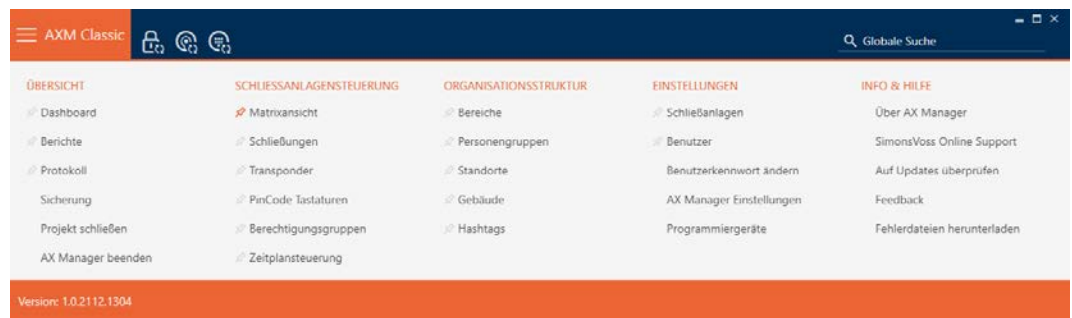 AXM Classic
Globale Suche
ÜBERSICHT
Dashboard
Berichte
Protokoll
Sicherung
Projekt schließen
AX Manager beenden
SCHLIESSANLAGENSTEUERUNG
Matrixansicht
Schließungen
Transponder
PinCode Tastaturen
Berechtigungsgruppen
Zeitplansteuerung
ORGANISATIONSSTRUKTUR
Bereiche
Personengruppen
Standorte
Gebäude
Hashtags
EINSTELLUNGEN
Schließanlagen
Benutzer
Benutzerkennwort ändern
AX Manager Einstellungen
Programmiergeräte
INFO & HILFE
Über AX Manager
SimonsVoss Online Support
Auf Updates überprüfen
Feedback
Fehlerdateien herunterladen
Version: 1.0.2112.1304